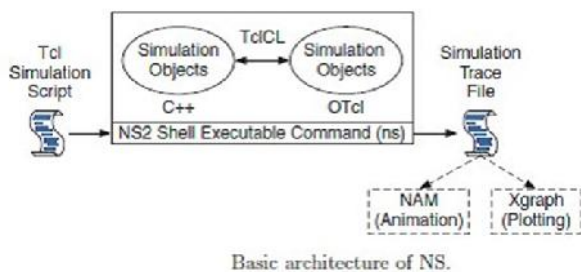 Tcl
Simulation
Script
Simulation
Objects
TclCL
Simulation
Objects
C++
OTcl
NS2 Shell Executable Command (ns)
Simulation
Trace
File
NAM
(Animation)
Xgraph
(Plotting)
Basic architecture of NS.